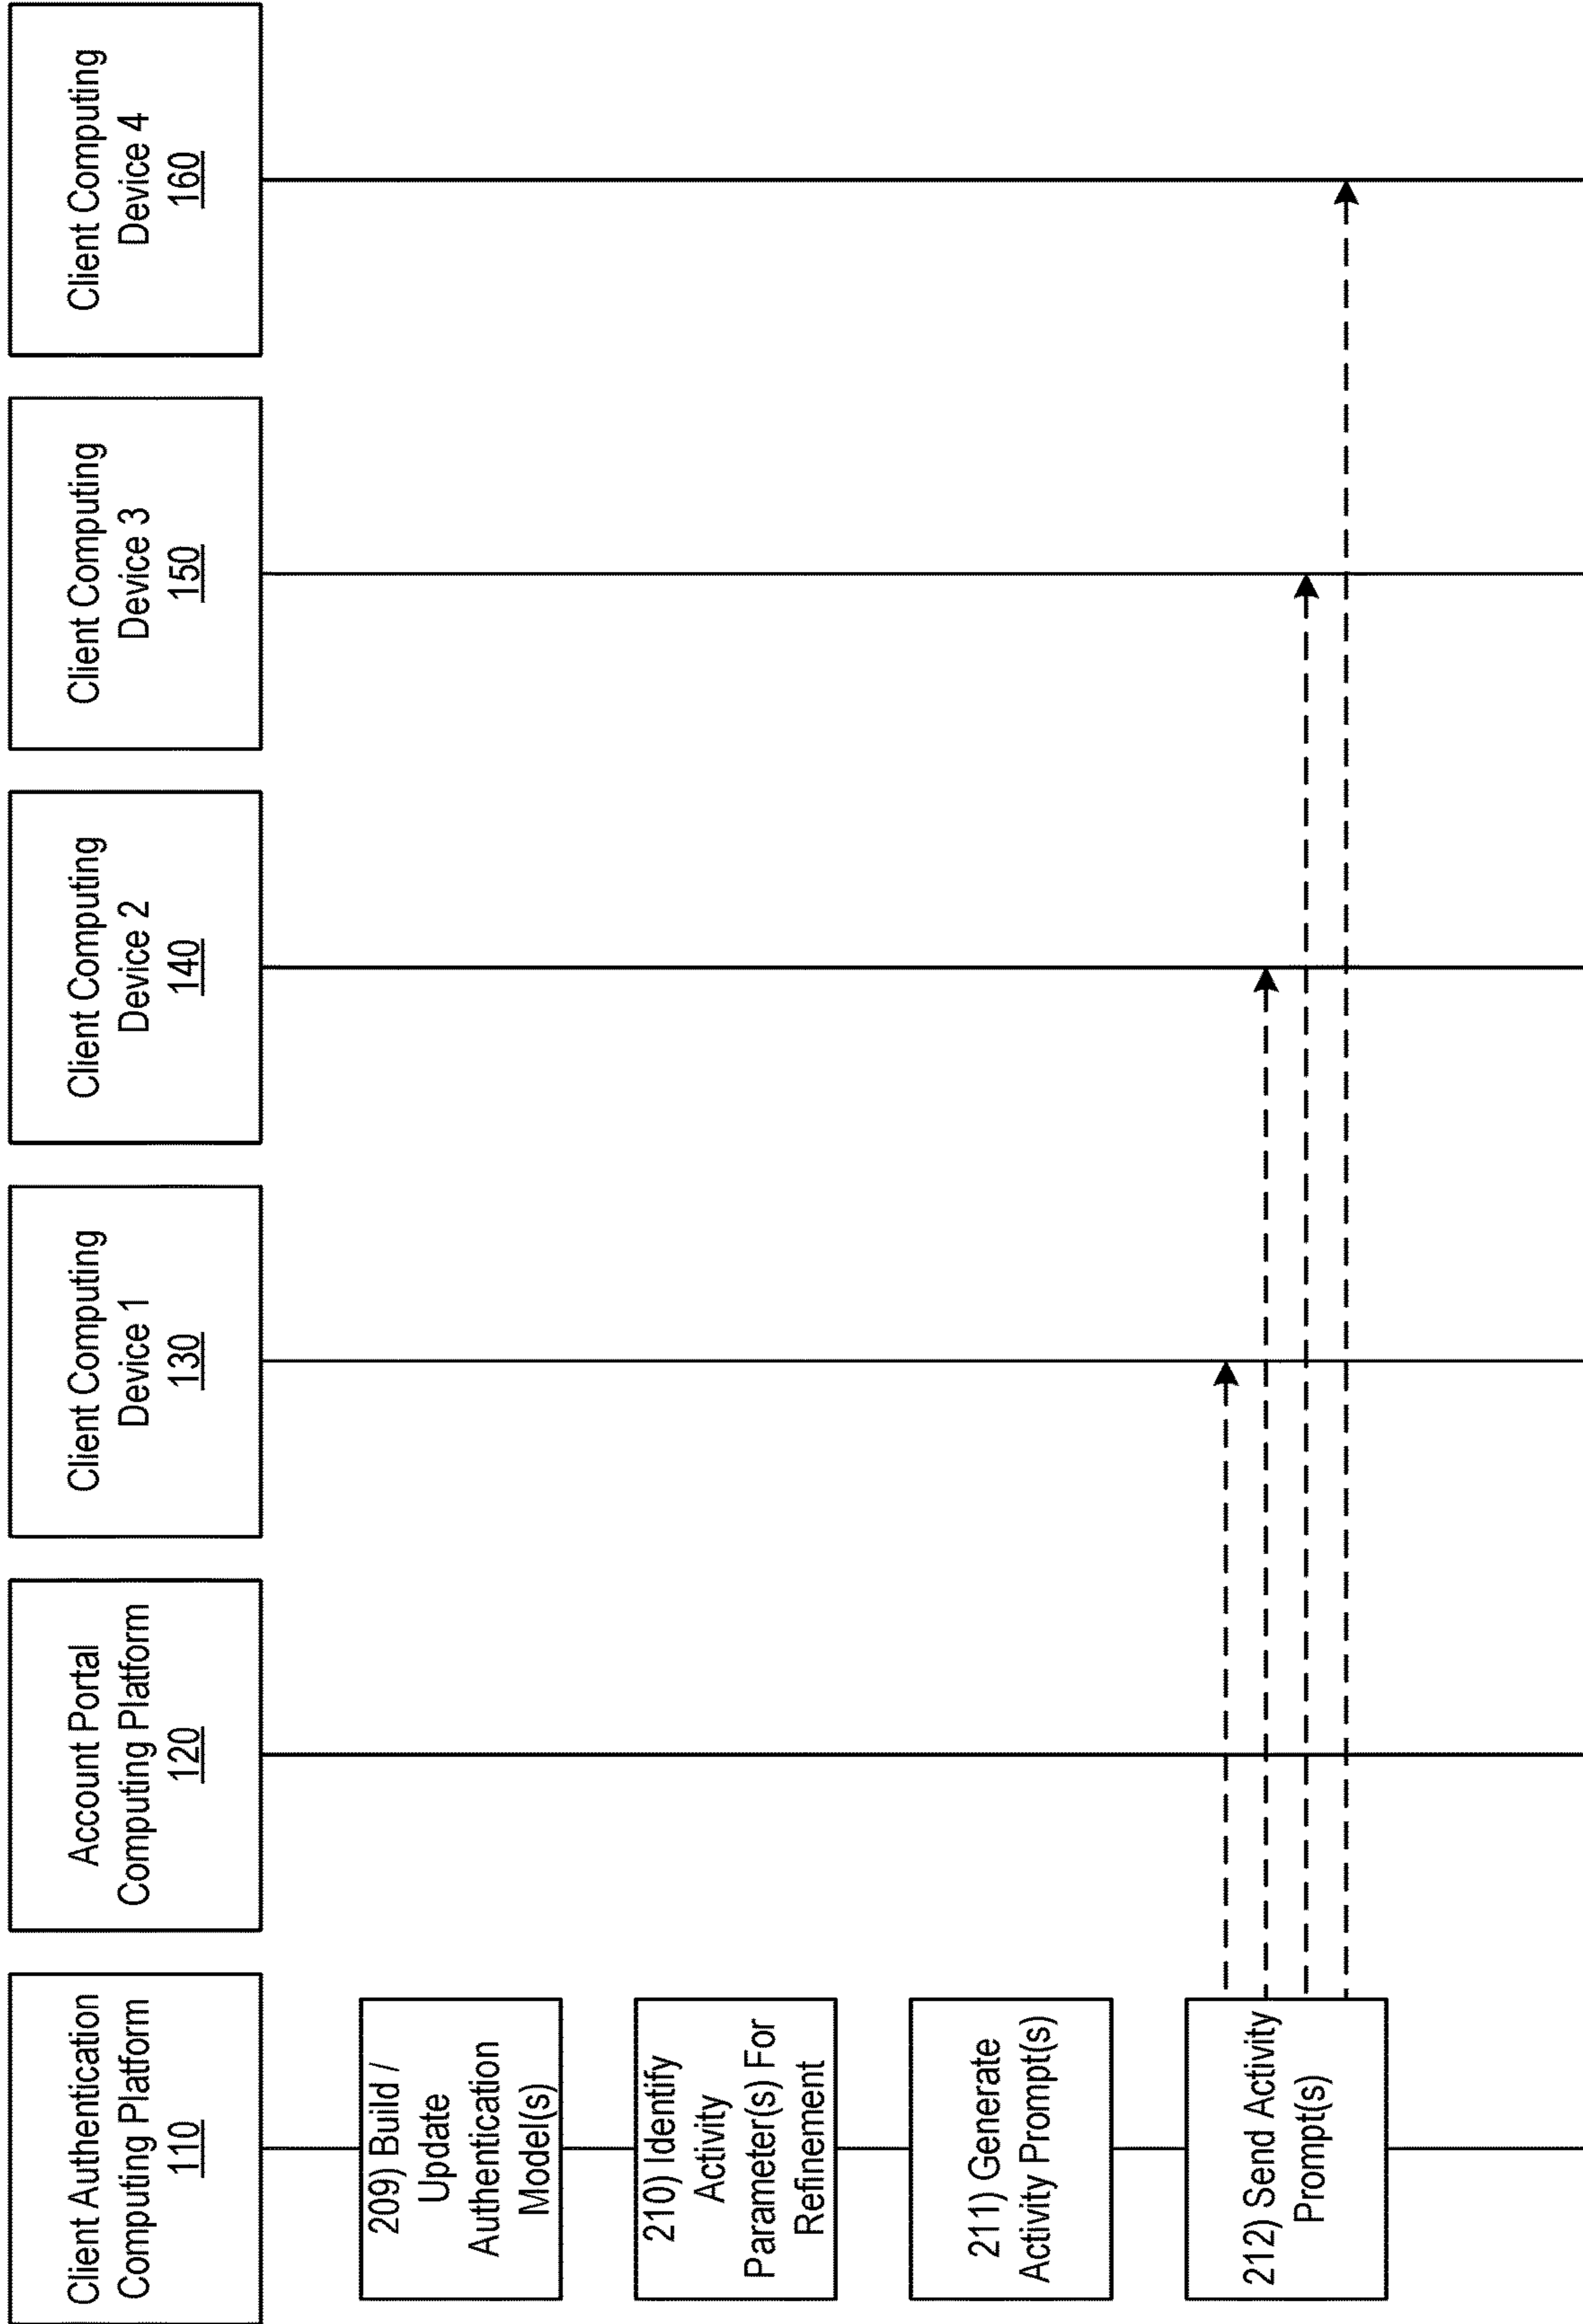 Client Authentication
Computing Platform
110
Account Portal
Computing Platform
120
Client Computing
Device 1
130
Client Computing
Device 2
140
Client Computing
Device 3
150
Client Computing
Device 4
160
209) Build /
Update
Authentication
Model(s)
210) Identify
Activity
Parameter(s) For
Refinement
211) Generate
Activity Prompt(s)
212) Send Activity
Prompt(s)